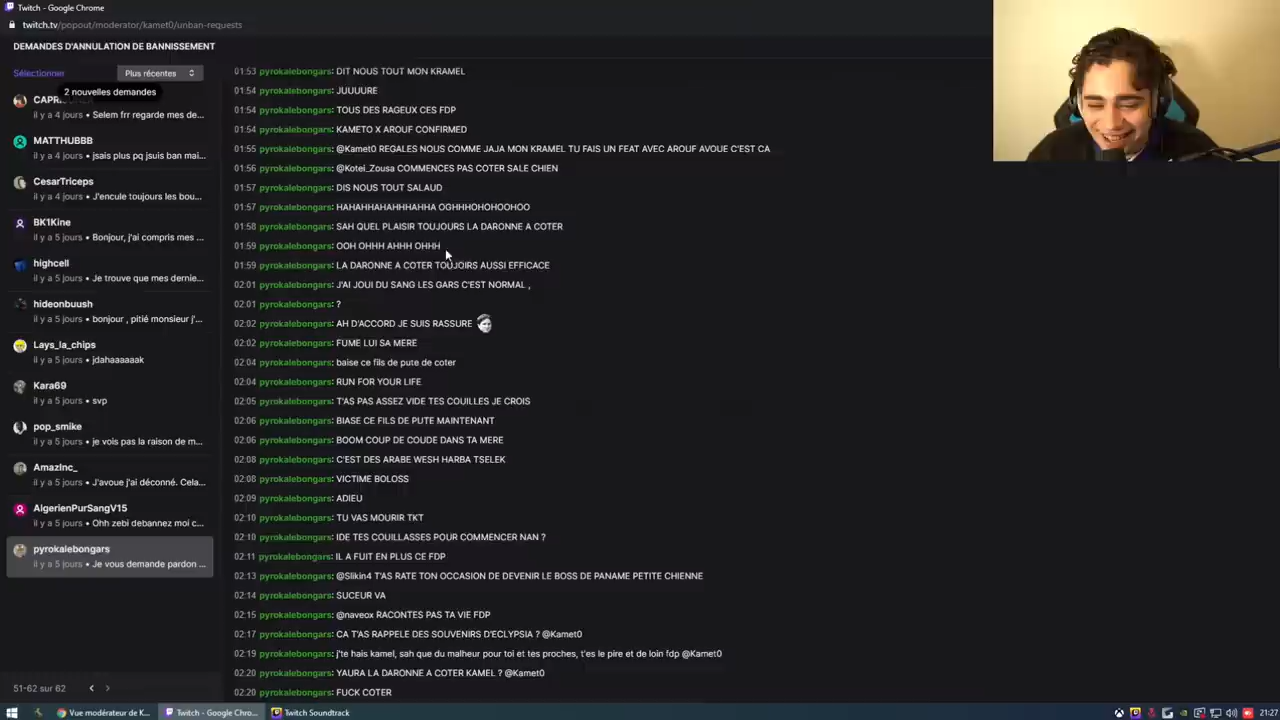 Twitch - Google Chrome
twitch.tv/popout/moderator/kamet0/unban-requests
DEMANDES D'ANNULATION DE BANNISSEMENT
Sélectionner
Plus récentes
2 nouvelles demandes
il y a 4 jours • Selem frr regarde mes de...
MATTHUBBB
il y a 4 jours • jsais plus pq jsuis ban mai...
CesarTriceps
il y a 4 jours • J'encule toujours les bou...
BK1Kine
il y a 5 jours • Bonjour, j'ai compris mes ...
highcell
il y a 5 jours • Je trouve que mes dernie...
hideonbuush
il y a 5 jours • bonjour , pitié monsieur j'...
Lays_la_chips
il y a 5 jours • jdahaaaaaak
Kara69
il y a 5 jours • svp
pop_smike
il y a 5 jours • je vois pas la raison de m...
AmazInc_
il y a 5 jours • J'avoue j'ai déconné. Cela...
AlgerienPurSangV15
il y a 5 jours • Ohh zebi debannez moi c...
pyrokalebongars
il y a 5 jours • Je vous demande pardon ...
51-62 sur 62
01:53 pyrokalebongars: DIT NOUS TOUT MON KRAMEL
01:54 pyrokalebongars: JUUUURE
01:54 pyrokalebongars: TOUS DES RAGEUX CES FDP
01:54 pyrokalebongars: KAMETO X AROUF CONFIRMED
01:55 pyrokalebongars: @Kamet0 REGALES NOUS COMME JAJA MON KRAMEL TU FAIS UN FEAT AVEC AROUF AVOUE C'EST CA
01:56 pyrokalebongars: @Kotei_Zousa COMMENCES PAS COTER SALE CHIEN
01:57 pyrokalebongars: DIS NOUS TOUT SALAUD
01:57 pyrokalebongars: HAHAHHAHAHHHAHHA OGHHHOHOHOOHOO
01:58 pyrokalebongars: SAH QUEL PLAISIR TOUJOURS LA DARONNE A COTER
01:59 pyrokalebongars: OOH OHHH AHHH OHHH
01:59 pyrokalebongars: LA DARONNE A COTER TOUJOIRS AUSSI EFFICACE
02:01 pyrokalebongars: J'AI JOUI DU SANG LES GARS C'EST NORMAL ,
02:01 pyrokalebongars: ?
02:02 pyrokalebongars: AH D'ACCORD JE SUIS RASSURE
02:02 pyrokalebongars: FUME LUI SA MERE
02:04 pyrokalebongars: baise ce fils de pute de coter
02:04 pyrokalebongars: RUN FOR YOUR LIFE
02:05 pyrokalebongars: T'AS PAS ASSEZ VIDE TES COUILLES JE CROIS
02:06 pyrokalebongars: BIASE CE FILS DE PUTE MAINTENANT
02:06 pyrokalebongars: BOOM COUP DE COUDE DANS TA MERE
02:08 pyrokalebongars: C'EST DES ARABE WESH HARBA TSELEK
02:08 pyrokalebongars: VICTIME BOLOSS
02:09 pyrokalebongars: ADIEU
02:10 pyrokalebongars: TU VAS MOURIR TKT
02:10 pyrokalebongars: IDE TES COUILLASSES POUR COMMENCER NAN ?
02:11 pyrokalebongars: IL A FUIT EN PLUS CE FDP
02:13 pyrokalebongars: @Slikin4 T'AS RATE TON OCCASION DE DEVENIR LE BOSS DE PANAME PETITE CHIENNE
02:14 pyrokalebongars: SUCEUR VA
02:15 pyrokalebongars: @naveox RACONTES PAS TA VIE FDP
02:17 pyrokalebongars: CA T'AS RAPPELE DES SOUVENIRS D'ECLYPSIA ? @Kamet0
02:19 pyrokalebongars: j'te hais kamel, sah que du malheur pour toi et tes proches, t'es le pire et de loin fdp @Kamet0
02:20 pyrokalebongars: YAURA LA DARONNE A COTER KAMEL ? @Kamet0
02:20 pyrokalebongars: FUCK COTER
Vue modérateur de K...
Twitch - Google Chro...
Twitch Soundtrack
21:27